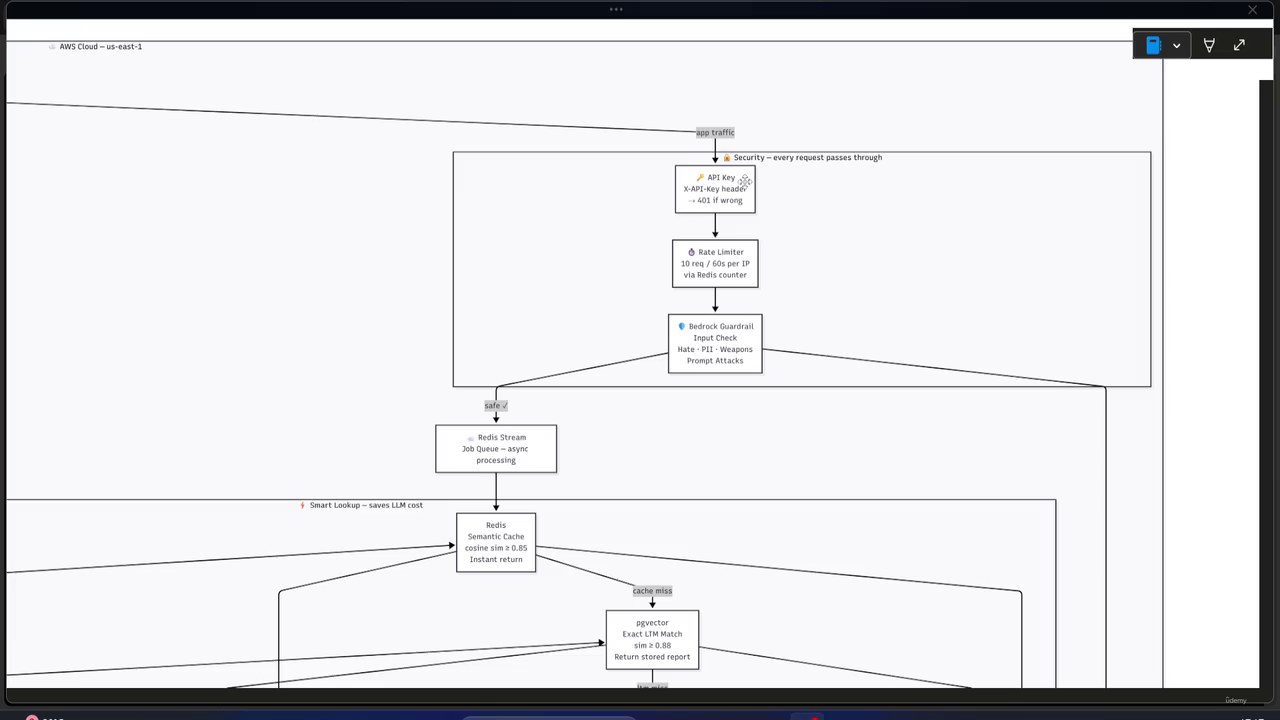 AWS Cloud – us-east-1
app traffic
Security – every request passes through
API Key
X-API-Key header
→ 401 if wrong
Rate Limiter
10 req / 60s per IP
via Redis counter
Bedrock Guardrail
Input Check
Hate · PII · Weapons
Prompt Attacks
safe ✓
Redis Stream
Job Queue – async
processing
Smart Lookup – saves LLM cost
Redis
Semantic Cache
cosine sim ≥ 0.85
Instant return
cache miss
pgvector
Exact LTM Match
sim ≥ 0.88
Return stored report
ltm miss
ûdemy